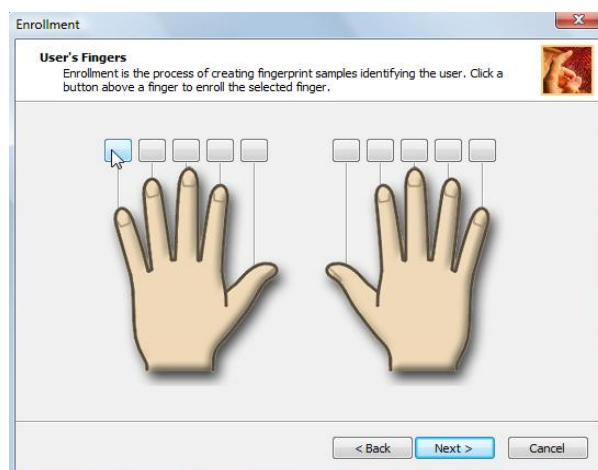 Enrollment
User's Fingers
Enrollment is the process of creating fingerprint samples identifying the user. Click a
button above a finger to enroll the selected finger.
< Back Next > Cancel